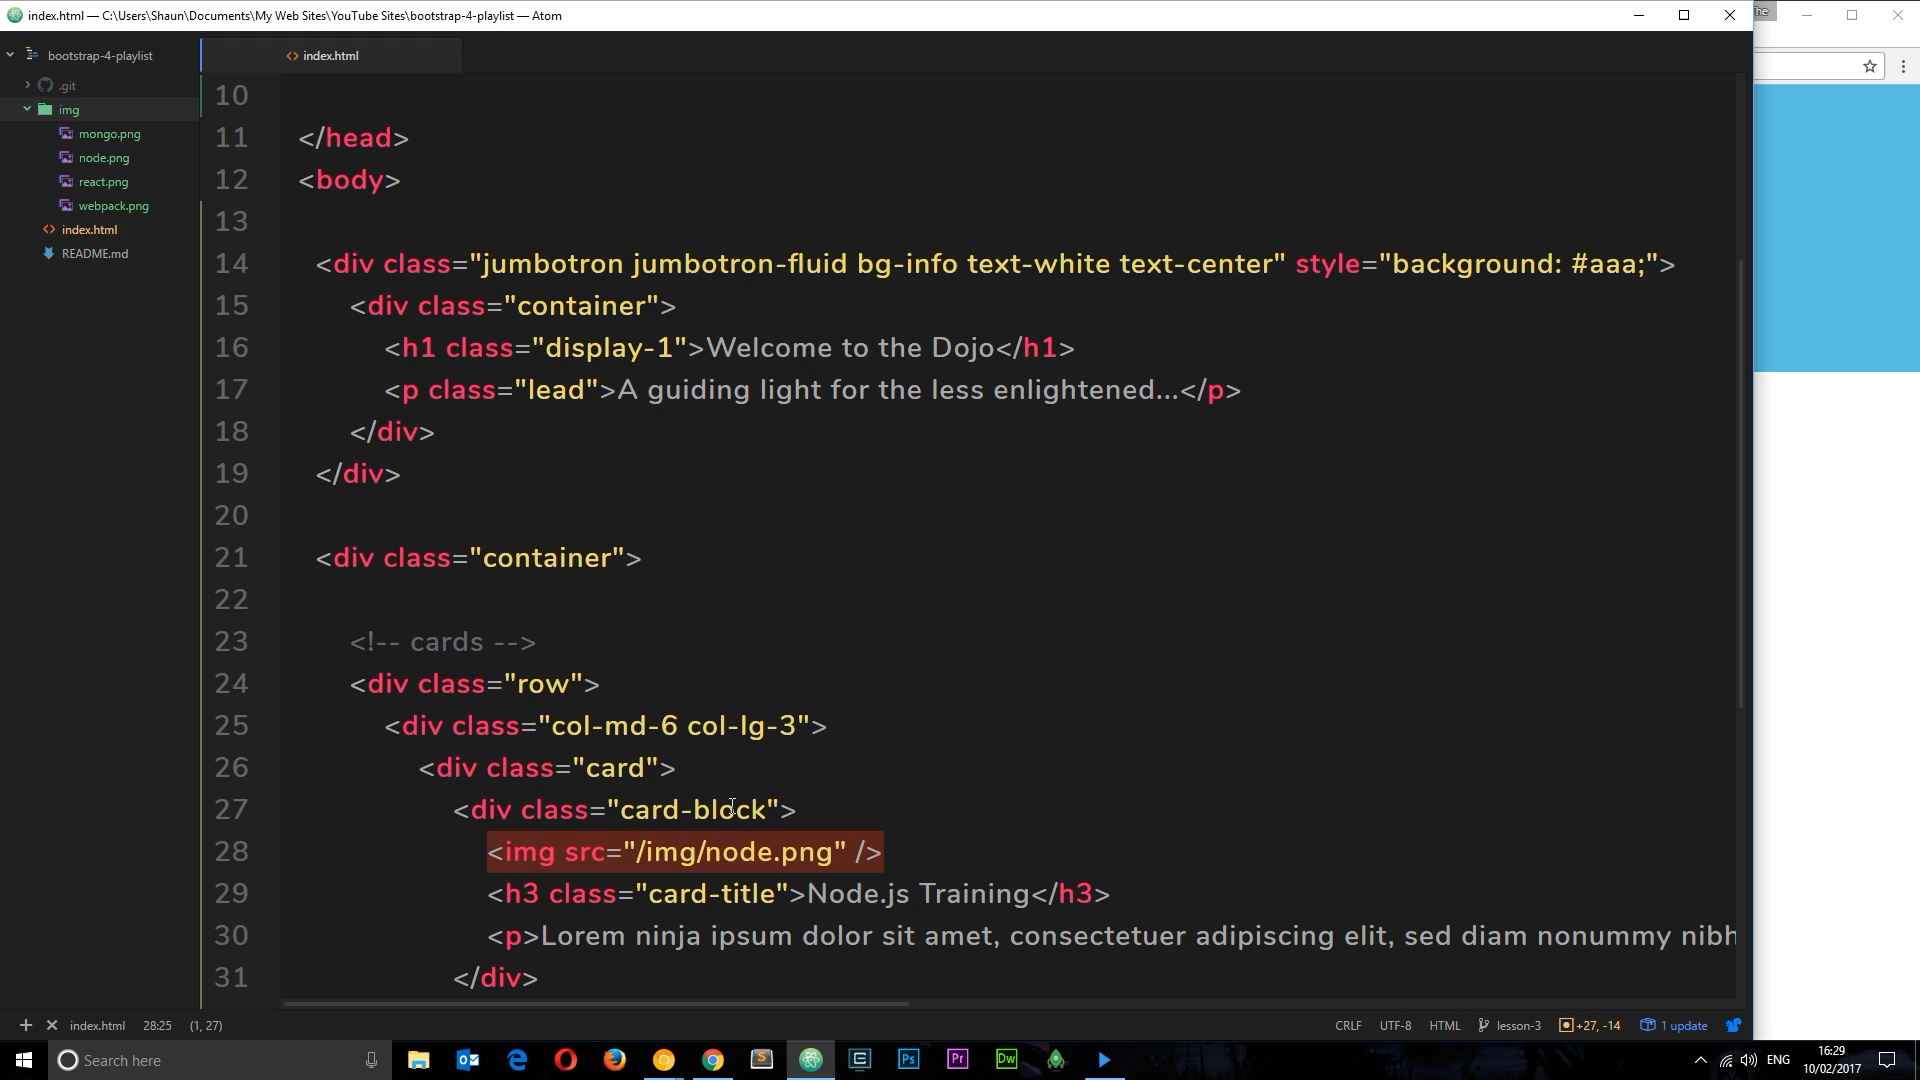 index.html — C:\Users\Shaun\Documents\My Web Sites\YouTube Sites\bootstrap-4-playlist — Atom
bootstrap-4-playlist
.git
img
mongo.png
node.png
react.png
webpack.png
index.html
README.md
index.html
10
11 </head>
12 <body>
13
14 <div class="jumbotron jumbotron-fluid bg-info text-white text-center" style="background: #aaa;">
15 <div class="container">
16 <h1 class="display-1">Welcome to the Dojo</h1>
17 <p class="lead">A guiding light for the less enlightened...</p>
18 </div>
19 </div>
20
21 <div class="container">
22
23 <!-- cards -->
24 <div class="row">
25 <div class="col-md-6 col-lg-3">
26 <div class="card">
27 <div class="card-block">
28 <img src="/img/node.png" />
29 <h3 class="card-title">Node.js Training</h3>
30 <p>Lorem ninja ipsum dolor sit amet, consectetuer adipiscing elit, sed diam nonummy nibh
31 </div>
index.html 28:25 (1, 27) CRLF UTF-8 HTML lesson-3 +27, -14 1 update
Search here
Ps Pr Dw
ENG
16:29
10/02/2017